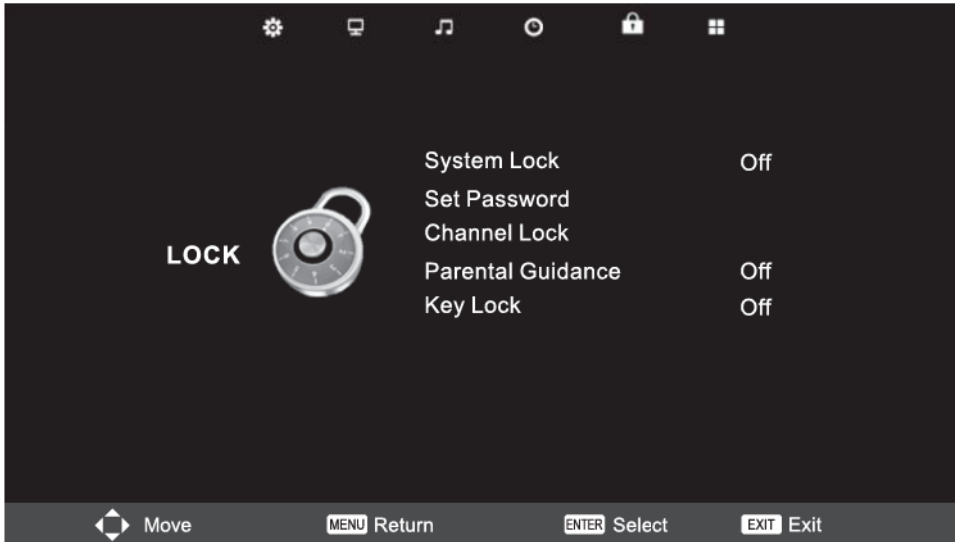 System Lock Off
Set Password
Channel Lock
LOCK
Parental Guidance Off
Key Lock Off
Move MENU Return ENTER Select EXIT Exit